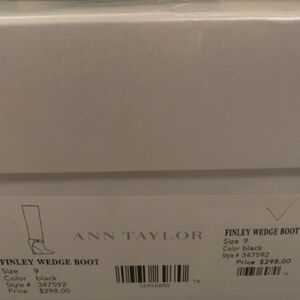 ANN TAYLOR
FINLEY WEDGE BOOT
Size 9
Color black
Style # 347592
Price $298.00
FINLEY WEDGE BOOT
Size 9
Color black
Style # 347592
Price $298.00